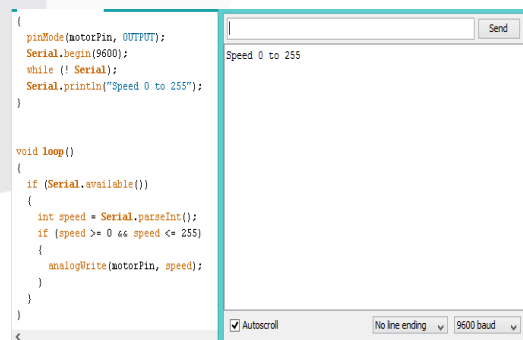 {
  pinMode(motorPin, OUTPUT);
  Serial.begin(9600);
  while (! Serial);
  Serial.println("Speed 0 to 255");
}
void loop()
{
  if (Serial.available())
  {
    int speed = Serial.parseInt();
    if (speed >= 0 && speed <= 255)
    {
      analogWrite(motorPin, speed);
    }
  }
}
Send
Speed 0 to 255
Autoscroll
No line ending
9600 baud